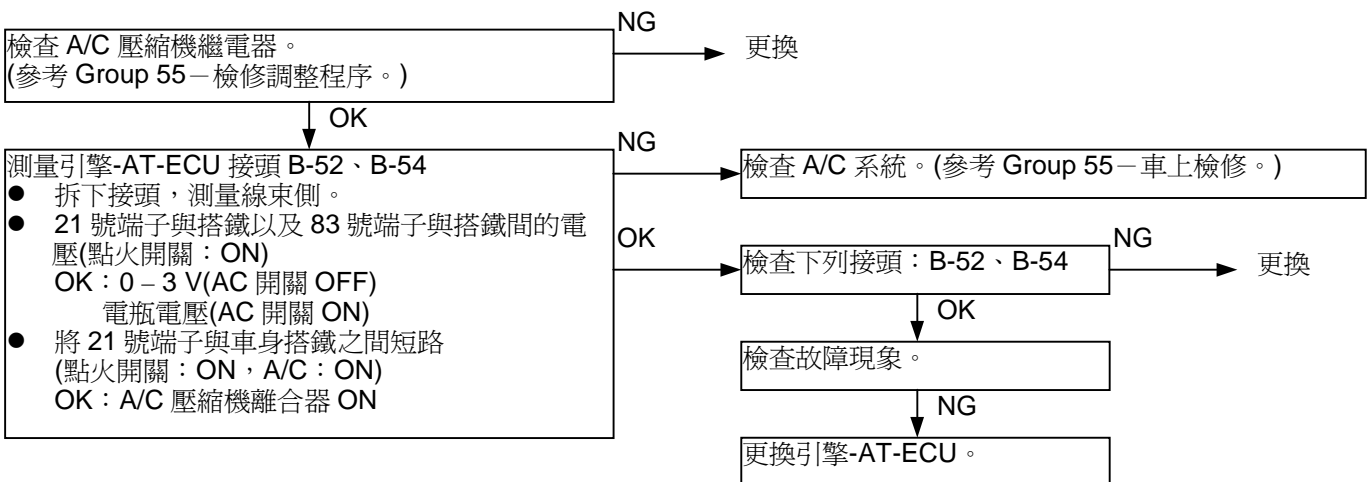 檢查 A/C 壓縮機繼電器。
(參考 Group 55－檢修調整程序。)
NG
更換
OK
測量引擎-AT-ECU 接頭 B-52、B-54
● 拆下接頭，測量線束側。
● 21 號端子與搭鐵以及 83 號端子與搭鐵間的電
壓(點火開關：ON)
OK：0 – 3 V(AC 開關 OFF)
電瓶電壓(AC 開關 ON)
● 將 21 號端子與車身搭鐵之間短路
(點火開關：ON，A/C：ON)
OK：A/C 壓縮機離合器 ON
NG
檢查 A/C 系統。(參考 Group 55－車上檢修。)
OK
檢查下列接頭：B-52、B-54
NG
更換
OK
檢查故障現象。
NG
更換引擎-AT-ECU。